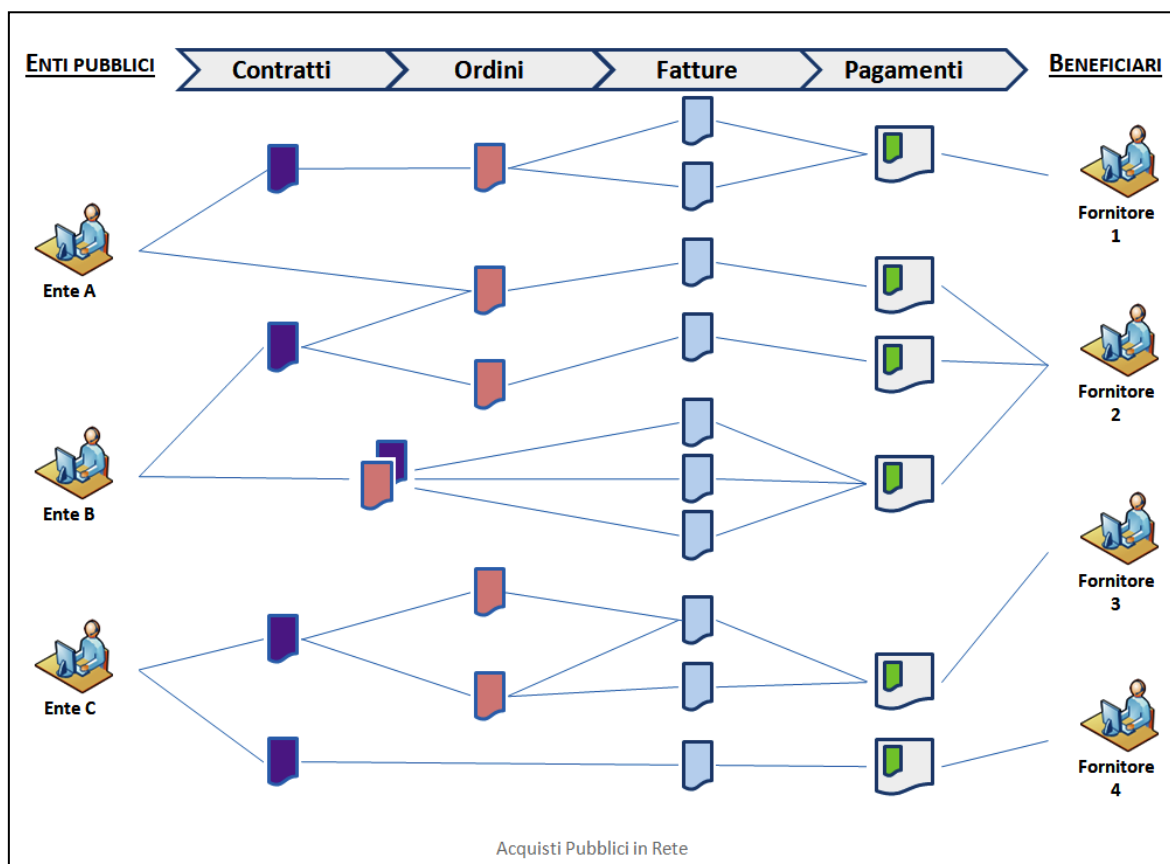 ENTI PUBBLICI
Contratti
Ordini
Fatture
Pagamenti
BENEFICIARI
Ente A
Ente B
Ente C
Fornitore
1
Fornitore
2
Fornitore
3
Fornitore
4
Acquisti Pubblici in Rete